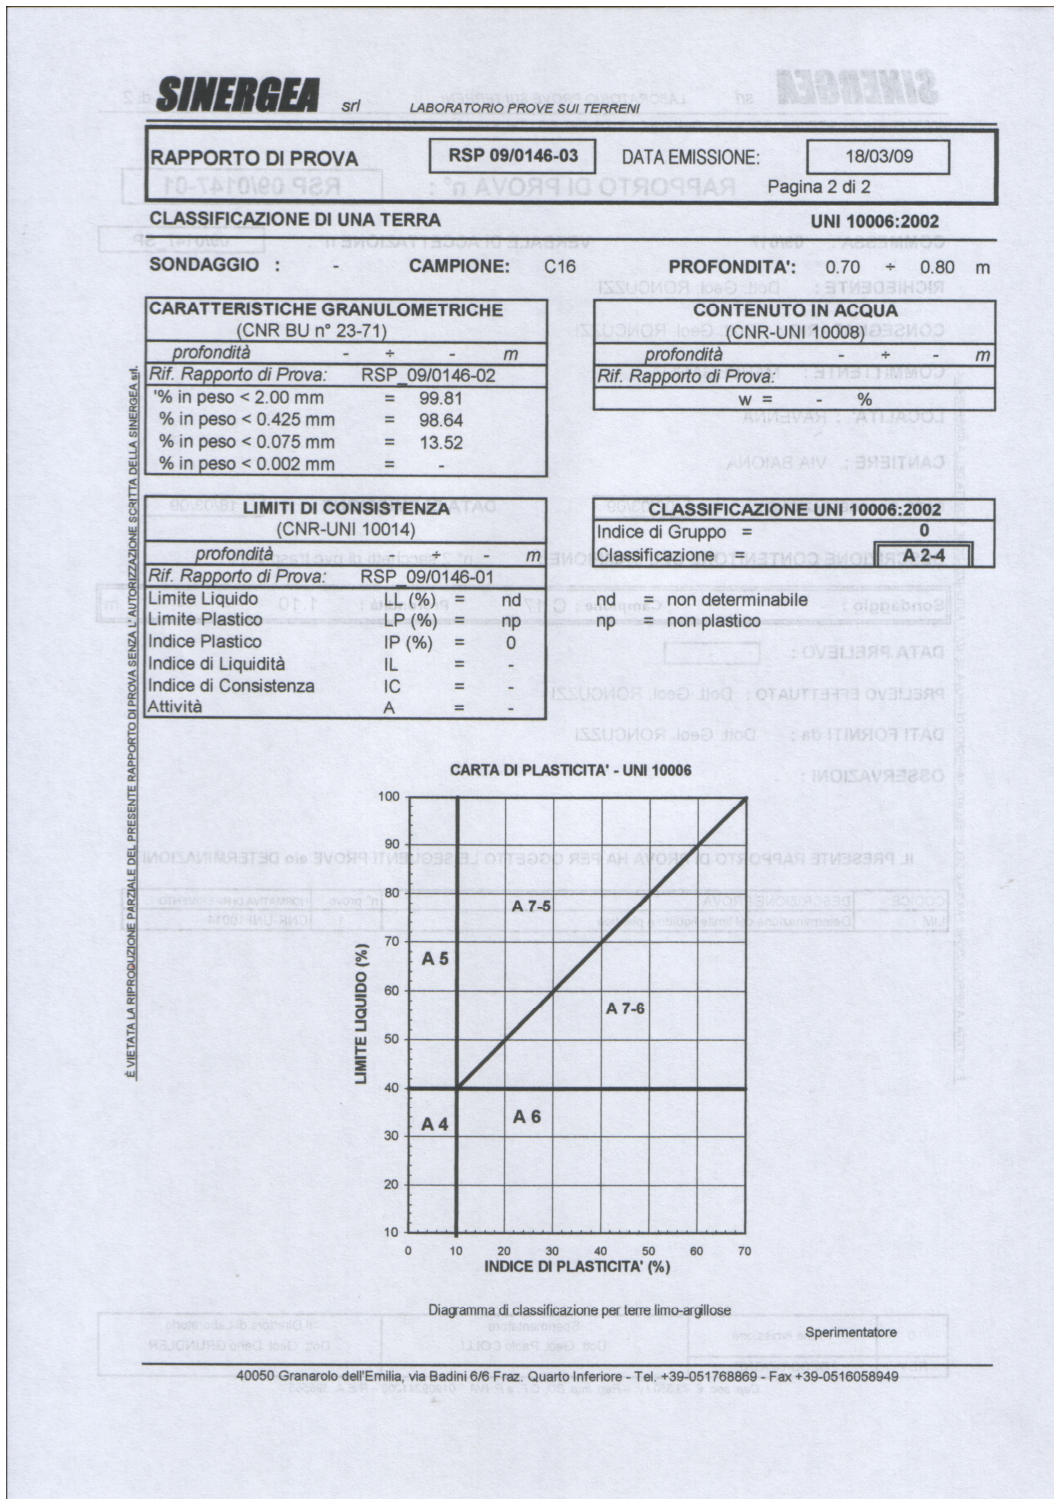 SINERGEA srl LABORATORIO PROVE SUI TERRENI
RAPPORTO DI PROVA RSP 09/0146-03 DATA EMISSIONE: 18/03/09
Pagina 2 di 2
CLASSIFICAZIONE DI UNA TERRA UNI 10006:2002
SONDAGGIO : - CAMPIONE: C16 PROFONDITA': 0.70 ÷ 0.80 m
CARATTERISTICHE GRANULOMETRICHE
(CNR BU n° 23-71)
profondità - ÷ - m
Rif. Rapporto di Prova: RSP_09/0146-02
'% in peso < 2.00 mm = 99.81
% in peso < 0.425 mm = 98.64
% in peso < 0.075 mm = 13.52
% in peso < 0.002 mm = -
CONTENUTO IN ACQUA
(CNR-UNI 10008)
profondità - ÷ - m
Rif. Rapporto di Prova:
w = - %
LIMITI DI CONSISTENZA
(CNR-UNI 10014)
profondità - ÷ - m
Rif. Rapporto di Prova: RSP_09/0146-01
Limite Liquido LL (%) = nd
Limite Plastico LP (%) = np
Indice Plastico IP (%) = 0
Indice di Liquidità IL = -
Indice di Consistenza IC = -
Attività A = -
CLASSIFICAZIONE UNI 10006:2002
Indice di Gruppo = 0
Classificazione = A 2-4
nd = non determinabile
np = non plastico
È VIETATA LA RIPRODUZIONE PARZIALE DEL PRESENTE RAPPORTO DI PROVA SENZA L' AUTORIZZAZIONE SCRITTA DELLA SINERGEA srl.
CARTA DI PLASTICITA' - UNI 10006
LIMITE LIQUIDO (%)
100
90
80
70
60
50
40
30
20
10
A 7-5
A 5
A 7-6
A 4
A 6
0 10 20 30 40 50 60 70
INDICE DI PLASTICITA' (%)
Diagramma di classificazione per terre limo-argillose
Sperimentatore
40050 Granarolo dell'Emilia, via Badini 6/6 Fraz. Quarto Inferiore - Tel. +39-051768869 - Fax +39-0516058949